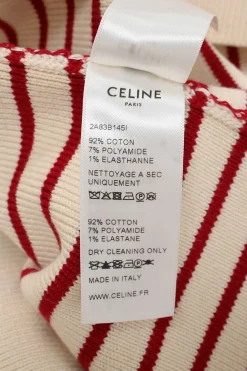 CELINE
PARIS
2A83B145I
92% COTON
7% POLYAMIDE
1% ELASTHANNE
NETTOYAGE A SEC
UNIQUEMENT
92% COTTON
7% POLYAMIDE
1% ELASTANE
DRY CLEANING ONLY
MADE IN ITALY
WWW.CELINE.FR